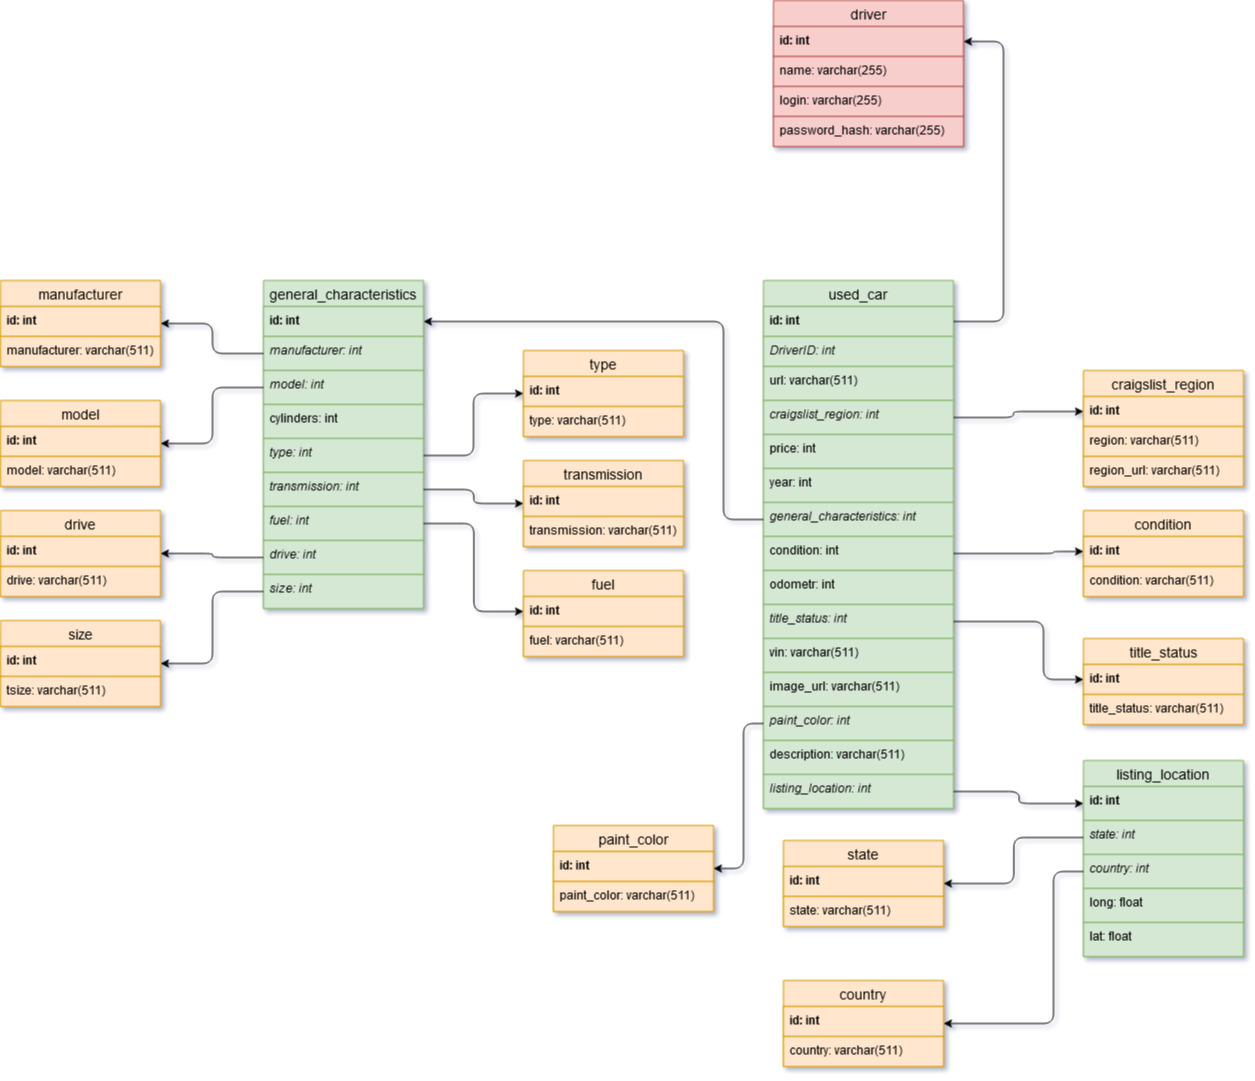 driver
id: int
name: varchar(255)
login: varchar(255)
password_hash: varchar(255)
manufacturer
id: int
manufacturer: varchar(511)
model
id: int
model: varchar(511)
drive
id: int
drive: varchar(511)
size
id: int
tsize: varchar(511)
general_characteristics
id: int
manufacturer: int
model: int
cylinders: int
type: int
transmission: int
fuel: int
drive: int
size: int
type
id: int
type: varchar(511)
transmission
id: int
transmission: varchar(511)
fuel
id: int
fuel: varchar(511)
used_car
id: int
DriverID: int
url: varchar(511)
craigslist_region: int
price: int
year: int
general_characteristics: int
condition: int
odometr: int
title_status: int
vin: varchar(511)
image_url: varchar(511)
paint_color: int
description: varchar(511)
listing_location: int
craigslist_region
id: int
region: varchar(511)
region_url: varchar(511)
condition
id: int
condition: varchar(511)
title_status
id: int
title_status: varchar(511)
listing_location
id: int
state: int
country: int
long: float
lat: float
paint_color
id: int
paint_color: varchar(511)
state
id: int
state: varchar(511)
country
id: int
country: varchar(511)